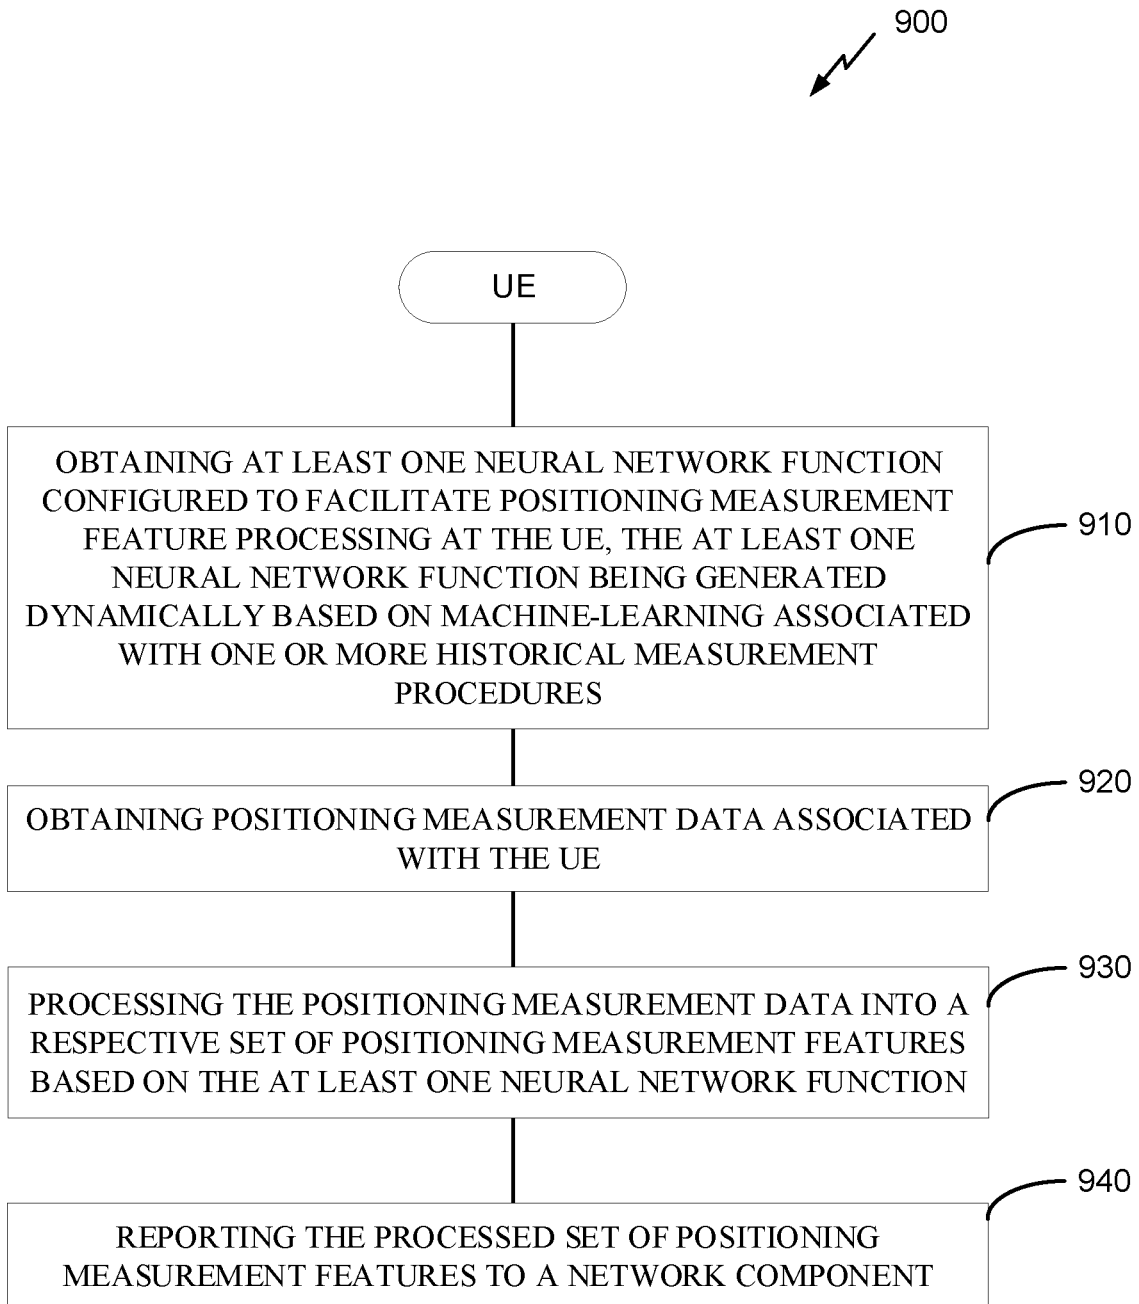 900
UE
OBTAINING AT LEAST ONE NEURAL NETWORK FUNCTION
CONFIGURED TO FACILITATE POSITIONING MEASUREMENT
FEATURE PROCESSING AT THE UE, THE AT LEAST ONE
NEURAL NETWORK FUNCTION BEING GENERATED
DYNAMICALLY BASED ON MACHINE-LEARNING ASSOCIATED
WITH ONE OR MORE HISTORICAL MEASUREMENT
PROCEDURES
910
OBTAINING POSITIONING MEASUREMENT DATA ASSOCIATED
WITH THE UE
920
PROCESSING THE POSITIONING MEASUREMENT DATA INTO A
RESPECTIVE SET OF POSITIONING MEASUREMENT FEATURES
BASED ON THE AT LEAST ONE NEURAL NETWORK FUNCTION
930
REPORTING THE PROCESSED SET OF POSITIONING
MEASUREMENT FEATURES TO A NETWORK COMPONENT
940